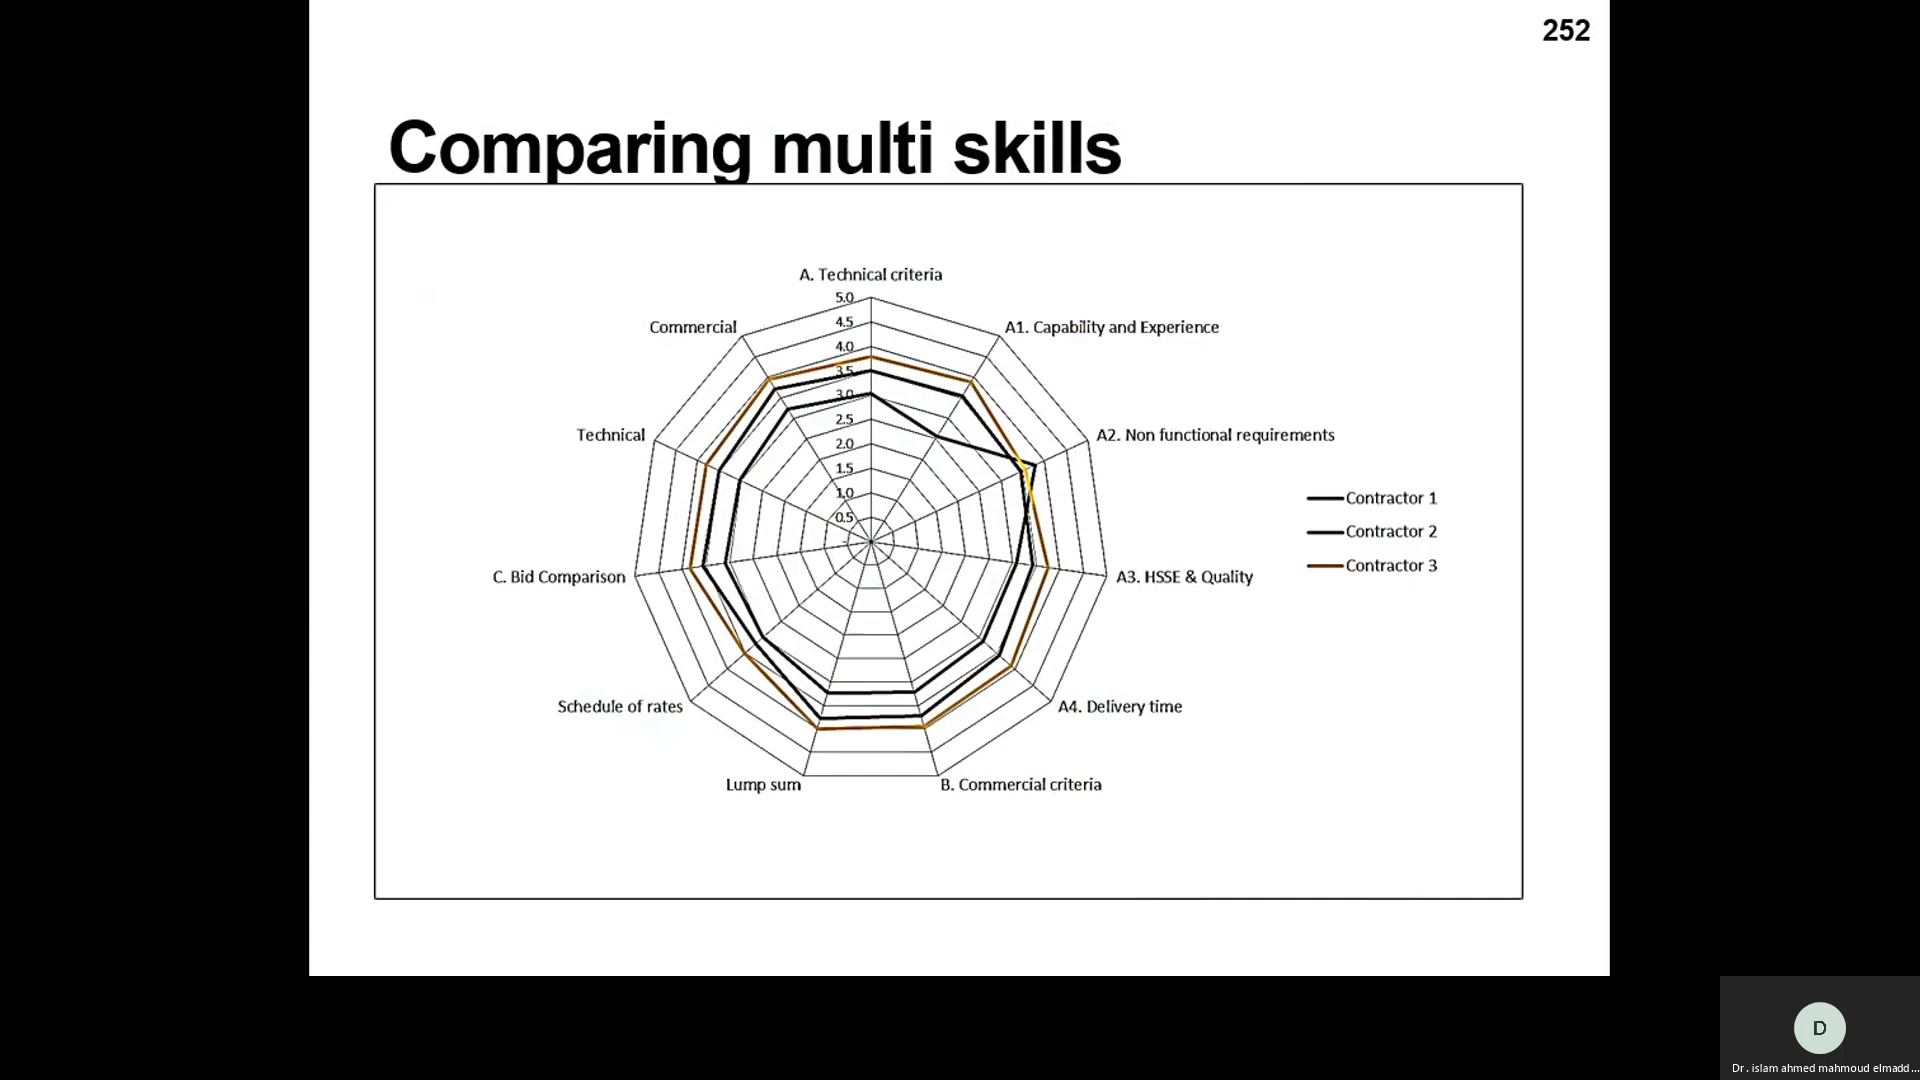 252
Comparing multi skills
A. Technical criteria
5.0
4.5
4.0
3.5
3.0
2.5
2.0
1.5
1.0
0.5
-
A1. Capability and Experience
A2. Non functional requirements
A3. HSSE & Quality
A4. Delivery time
B. Commercial criteria
Lump sum
Schedule of rates
C. Bid Comparison
Technical
Commercial
Contractor 1
Contractor 2
Contractor 3
D
Dr. islam ahmed mahmoud elmadd...